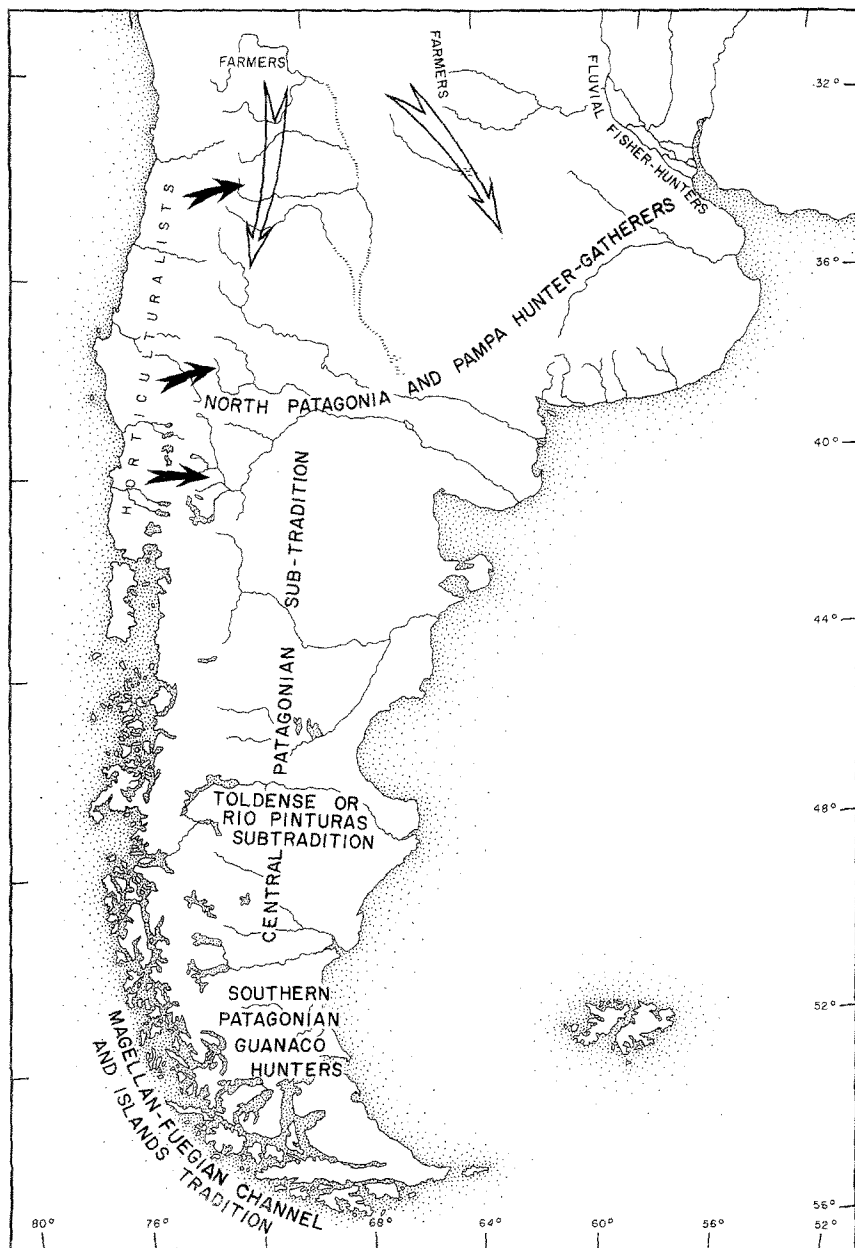 FARMERS
FARMERS
FLUVIAL
FISHER-HUNTERS
32°
HORTICULTURALISTS
36°
NORTH PATAGONIA AND PAMPA HUNTER-GATHERERS
40°
CENTRAL PATAGONIAN SUB-TRADITION
44°
TOLDENSE OR
RIO PINTURAS
SUBTRADITION
48°
SOUTHERN
PATAGONIAN
GUANACO
HUNTERS
52°
MAGELLAN-FUEGIAN CHANNEL
AND ISLANDS TRADITION
56°
80° 76° 68° 64° 60° 56° 52°